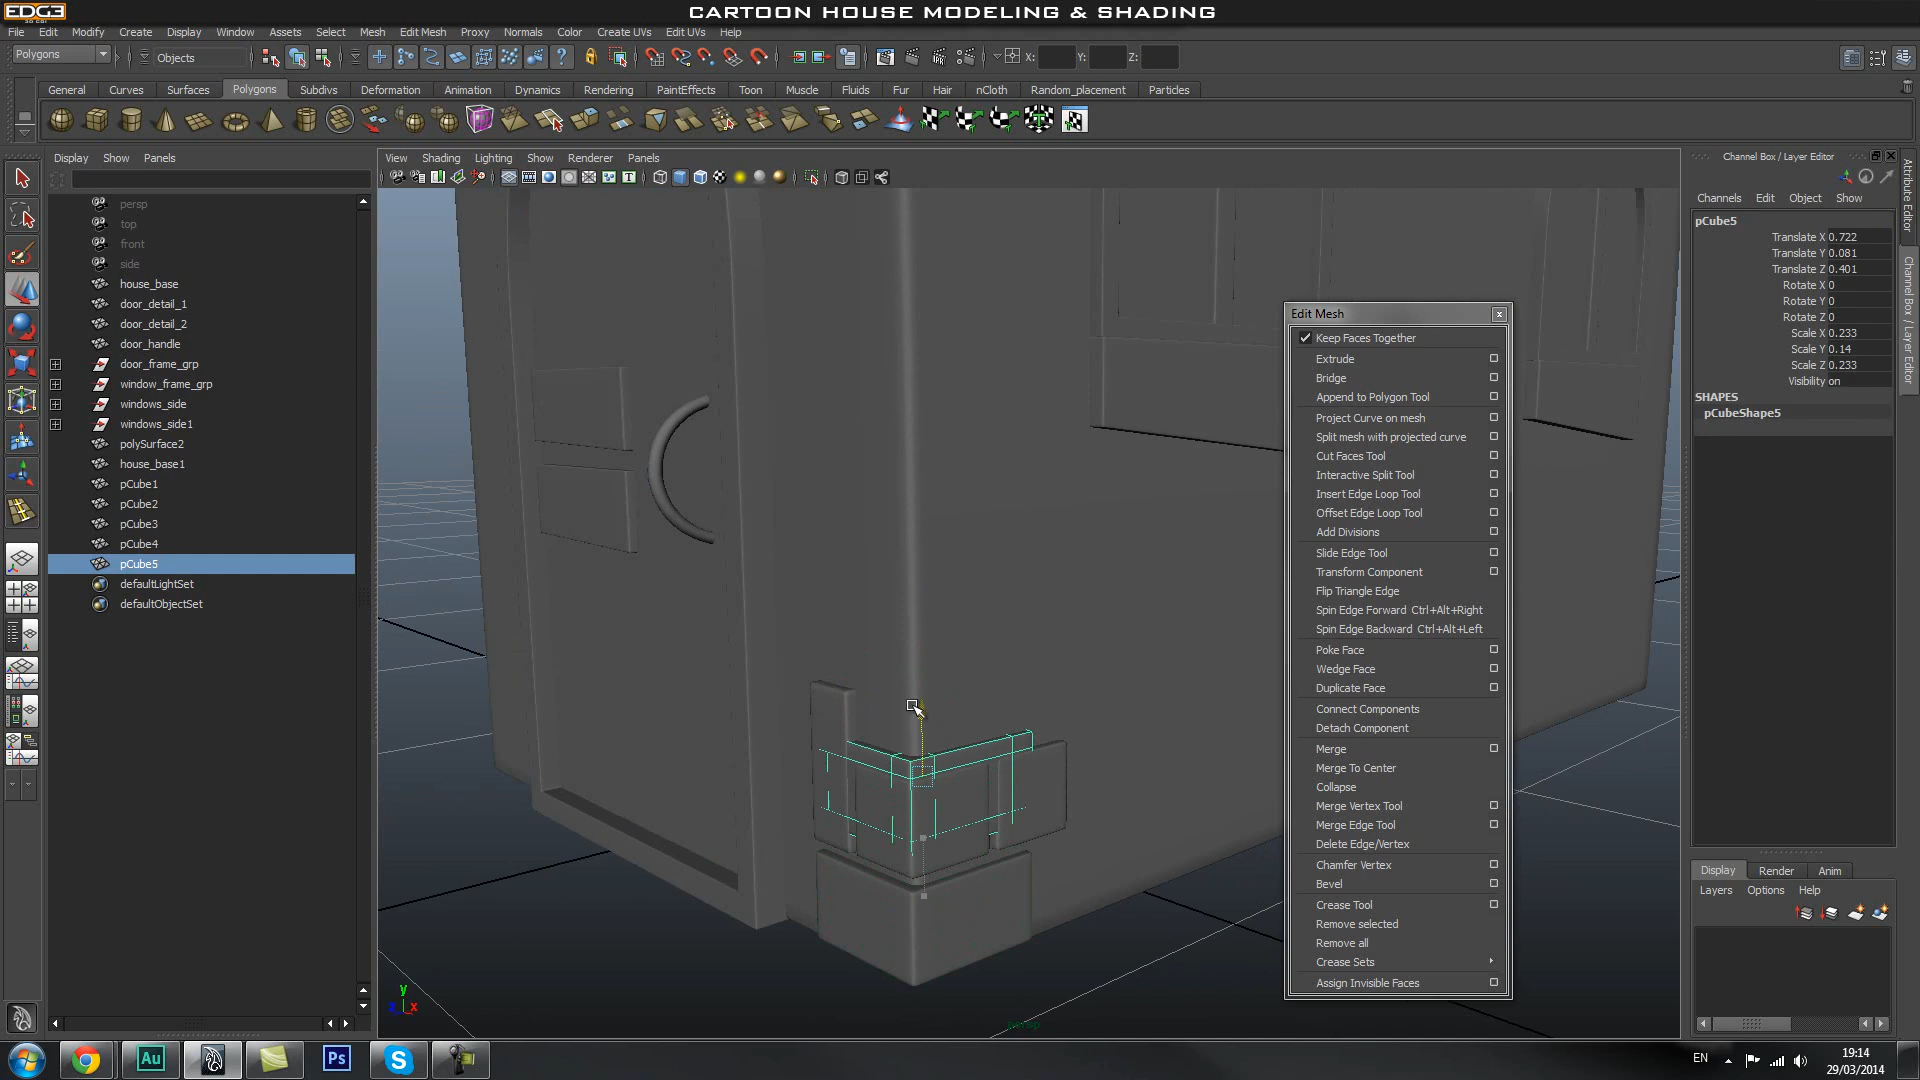 EDGE3
CARTOON HOUSE MODELING & SHADING
File Edit Modify Create Display Window Assets Select Mesh Edit Mesh Proxy Normals Color Create UVs Edit UVs Help
Polygons Objects X: Y: Z:
General Curves Surfaces Polygons Subdivs Deformation Animation Dynamics Rendering PaintEffects Toon Muscle Fluids Fur Hair nCloth Random_placement Particles
Display Show Panels
View Shading Lighting Show Renderer Panels
Channel Box / Layer Editor
Channels Edit Object Show
Attribute Editor
Channel Box / Layer Editor
persp
top
front
side
house_base
door_detail_1
door_detail_2
door_handle
door_frame_grp
window_frame_grp
windows_side
windows_side1
polySurface2
house_base1
pCube1
pCube2
pCube3
pCube4
pCube5
defaultLightSet
defaultObjectSet
Edit Mesh
Keep Faces Together
Extrude
Bridge
Append to Polygon Tool
Project Curve on mesh
Split mesh with projected curve
Cut Faces Tool
Interactive Split Tool
Insert Edge Loop Tool
Offset Edge Loop Tool
Add Divisions
Slide Edge Tool
Transform Component
Flip Triangle Edge
Spin Edge Forward Ctrl+Alt+Right
Spin Edge Backward Ctrl+Alt+Left
Poke Face
Wedge Face
Duplicate Face
Connect Components
Detach Component
Merge
Merge To Center
Collapse
Merge Vertex Tool
Merge Edge Tool
Delete Edge/Vertex
Chamfer Vertex
Bevel
Crease Tool
Remove selected
Remove all
Crease Sets
Assign Invisible Faces
pCube5
Translate X 0.722
Translate Y 0.081
Translate Z 0.401
Rotate X 0
Rotate Y 0
Rotate Z 0
Scale X 0.233
Scale Y 0.14
Scale Z 0.233
Visibility on
SHAPES
pCubeShape5
Display Render Anim
Layers Options Help
y
z x
persp
Au
Ps
EN
19:14
29/03/2014